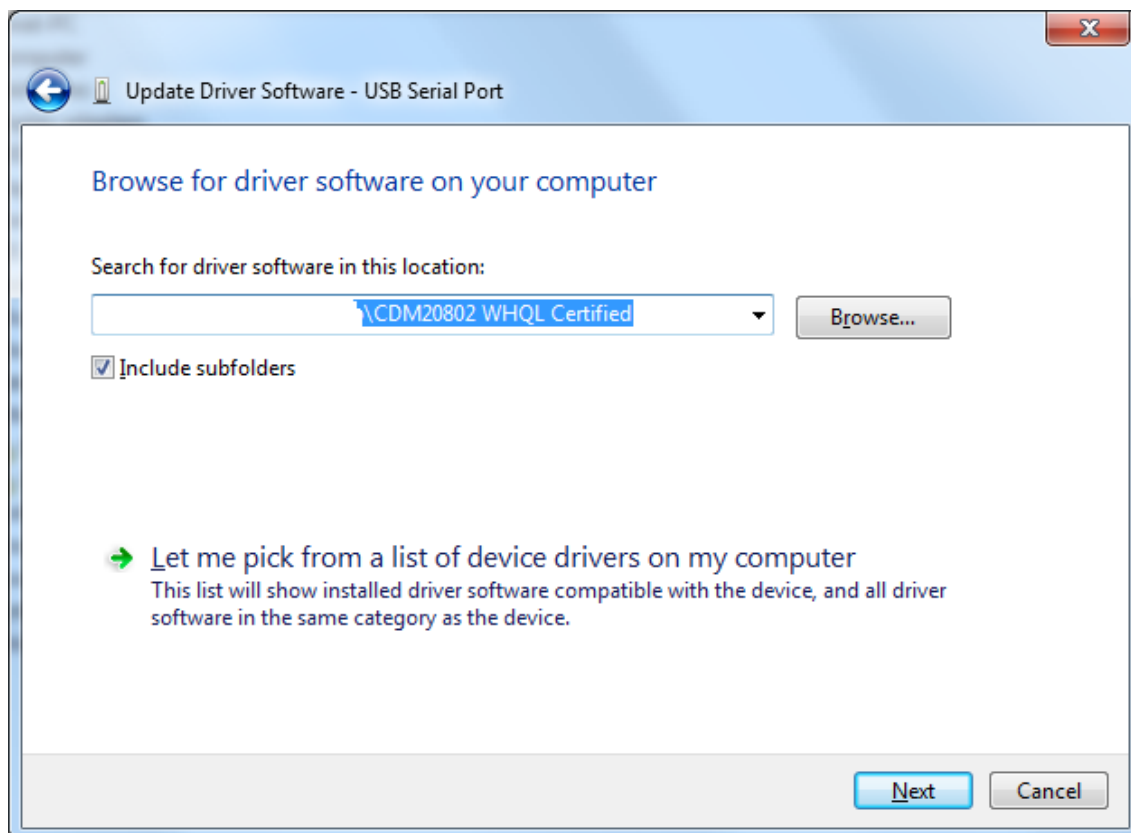 Update Driver Software - USB Serial Port
Browse for driver software on your computer
Search for driver software in this location:
\CDM20802 WHQL Certified
Browse...
Include subfolders
Let me pick from a list of device drivers on my computer
This list will show installed driver software compatible with the device, and all driver
software in the same category as the device.
Next
Cancel